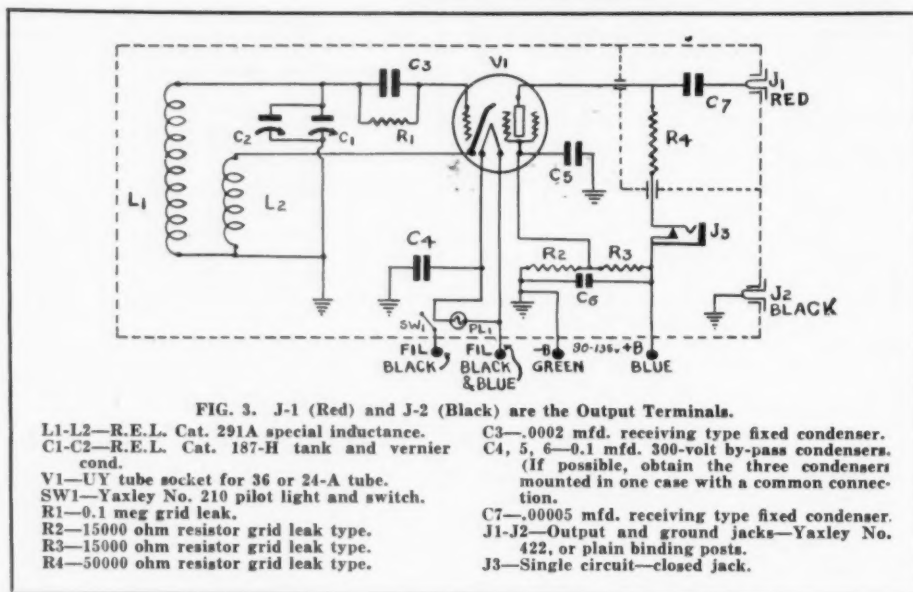 V1
C3
R1
C2
C1
L1
L2
C5
C7
J1
RED
R4
J3
C4
R2
R3
C6
J2
BLACK
SW1
PL1
FIL
BLACK
FIL
BLACK
& BLUE
-B
GREEN
90-135v. +B
BLUE
FIG. 3. J-1 (Red) and J-2 (Black) are the Output Terminals.
L1-L2—R.E.L. Cat. 291A special inductance.
C1-C2—R.E.L. Cat. 187-H tank and vernier
cond.
V1—UY tube socket for 36 or 24-A tube.
SW1—Yaxley No. 210 pilot light and switch.
R1—0.1 meg grid leak.
R2—15000 ohm resistor grid leak type.
R3—15000 ohm resistor grid leak type.
R4—50000 ohm resistor grid leak type.
C3—.0002 mfd. receiving type fixed condenser.
C4, 5, 6—0.1 mfd. 300-volt by-pass condensers.
(If possible, obtain the three condensers
mounted in one case with a common connec-
tion.
C7—.00005 mfd. receiving type fixed condenser.
J1-J2—Output and ground jacks—Yaxley No.
422, or plain binding posts.
J3—Single circuit—closed jack.